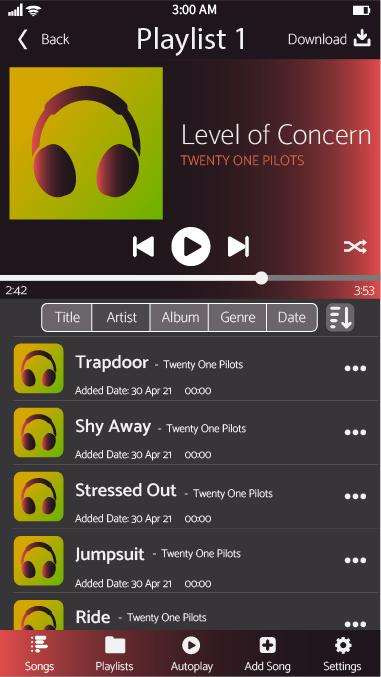 3:00 AM
Back
Playlist 1
Download
Level of Concern
TWENTY ONE PILOTS
2:42
3:53
Title Artist Album Genre Date
Trapdoor - Twenty One Pilots
Added Date: 30 Apr 21 00:00
Shy Away - Twenty One Pilots
Added Date: 30 Apr 21 00:00
Stressed Out - Twenty One Pilots
Added Date: 30 Apr 21 00:00
Jumpsuit - Twenty One Pilots
Added Date: 30 Apr 21 00:00
Ride - Twenty One Pilots
Songs Playlists Autoplay Add Song Settings